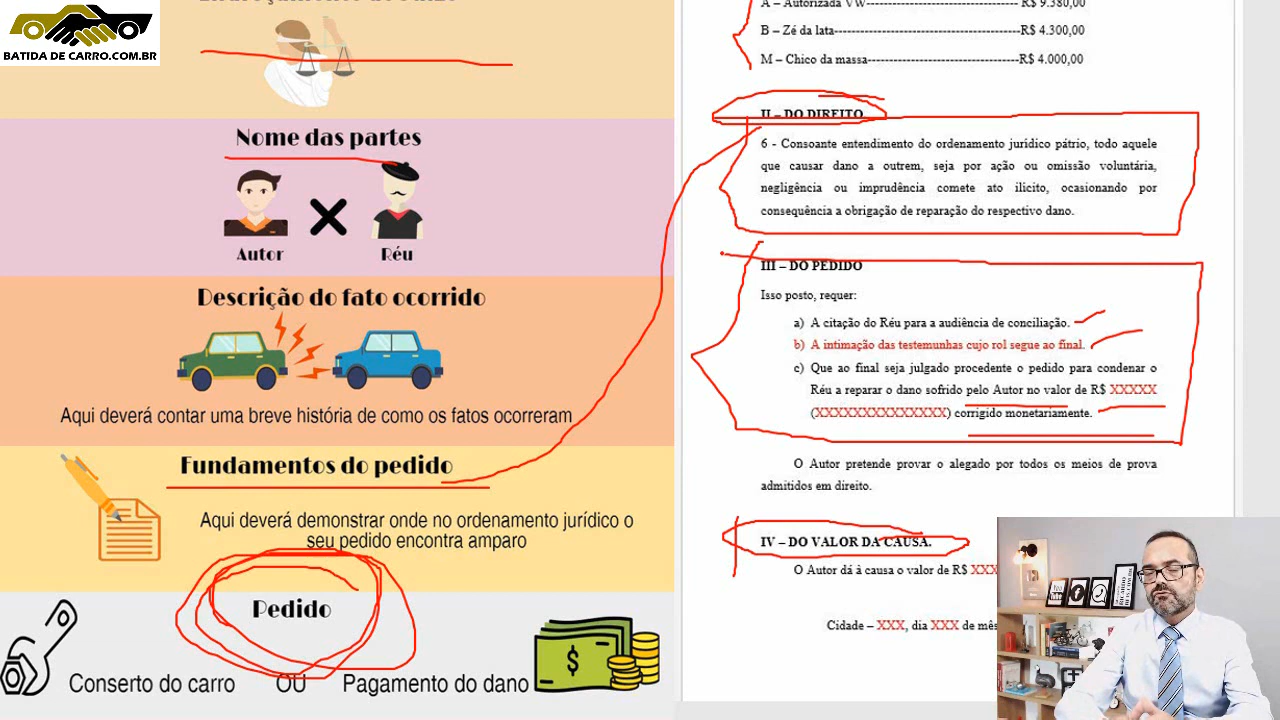 BATIDA DE CARRO.COM.BR
Nome das partes
Autor
Réu
Descrição do fato ocorrido
Aqui deverá contar uma breve história de como os fatos ocorreram
Fundamentos do pedido
Aqui deverá demonstrar onde no ordenamento jurídico o
seu pedido encontra amparo
Pedido
Conserto do carro OU Pagamento do dano
$
A – Autorizada VW----------------------------------- R$ 9.380,00
B – Zé da lata-------------------------------------------R$ 4.300,00
M – Chico da massa-----------------------------------R$ 4.000,00
II – DO DIREITO
6 - Consoante entendimento do ordenamento jurídico pátrio, todo aquele
que causar dano a outrem, seja por ação ou omissão voluntária,
negligência ou imprudência comete ato ilícito, ocasionando por
consequência a obrigação de reparação do respectivo dano.
III – DO PEDIDO
Isso posto, requer:
a) A citação do Réu para a audiência de conciliação.
b) A intimação das testemunhas cujo rol segue ao final.
c) Que ao final seja julgado procedente o pedido para condenar o
Réu a reparar o dano sofrido pelo Autor no valor de R$ XXXXX
(XXXXXXXXXXXXXX) corrigido monetariamente.
O Autor pretende provar o alegado por todos os meios de prova
admitidos em direito.
IV – DO VALOR DA CAUSA.
O Autor dá à causa o valor de R$ XXX
Cidade – XXX, dia XXX de mês